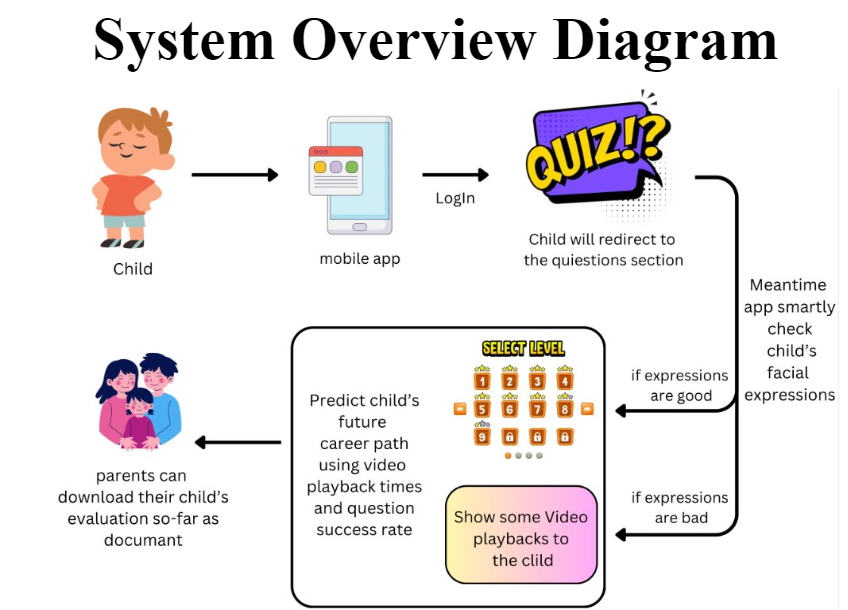 System Overview Diagram
QUIZ!?
LogIn
Child
mobile app
Child will redirect to
the quiestions section
Meantime
app smartly
check
child's
facial
expressions
if expressions
are good
if expressions
are bad
SELECT LEVEL
1 2 3 4
5 6 7 8
9
Show some Video
playbacks to
the clild
Predict child's
future
career path
using video
playback times
and question
success rate
parents can
download their child's
evaluation so-far as
documant